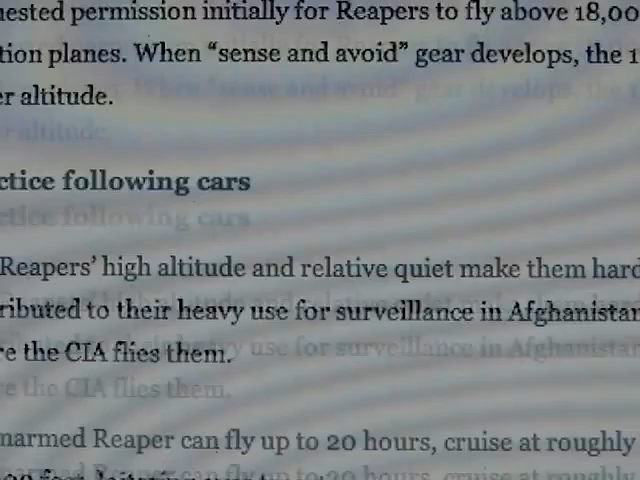 uested permission initially for Reapers to fly above 18,00
tion planes. When “sense and avoid” gear develops, the 1
er altitude.
ctice following cars
Reapers’ high altitude and relative quiet make them hard
ributed to their heavy use for surveillance in Afghanistan
re the CIA flies them.
narmed Reaper can fly up to 20 hours, cruise at roughly